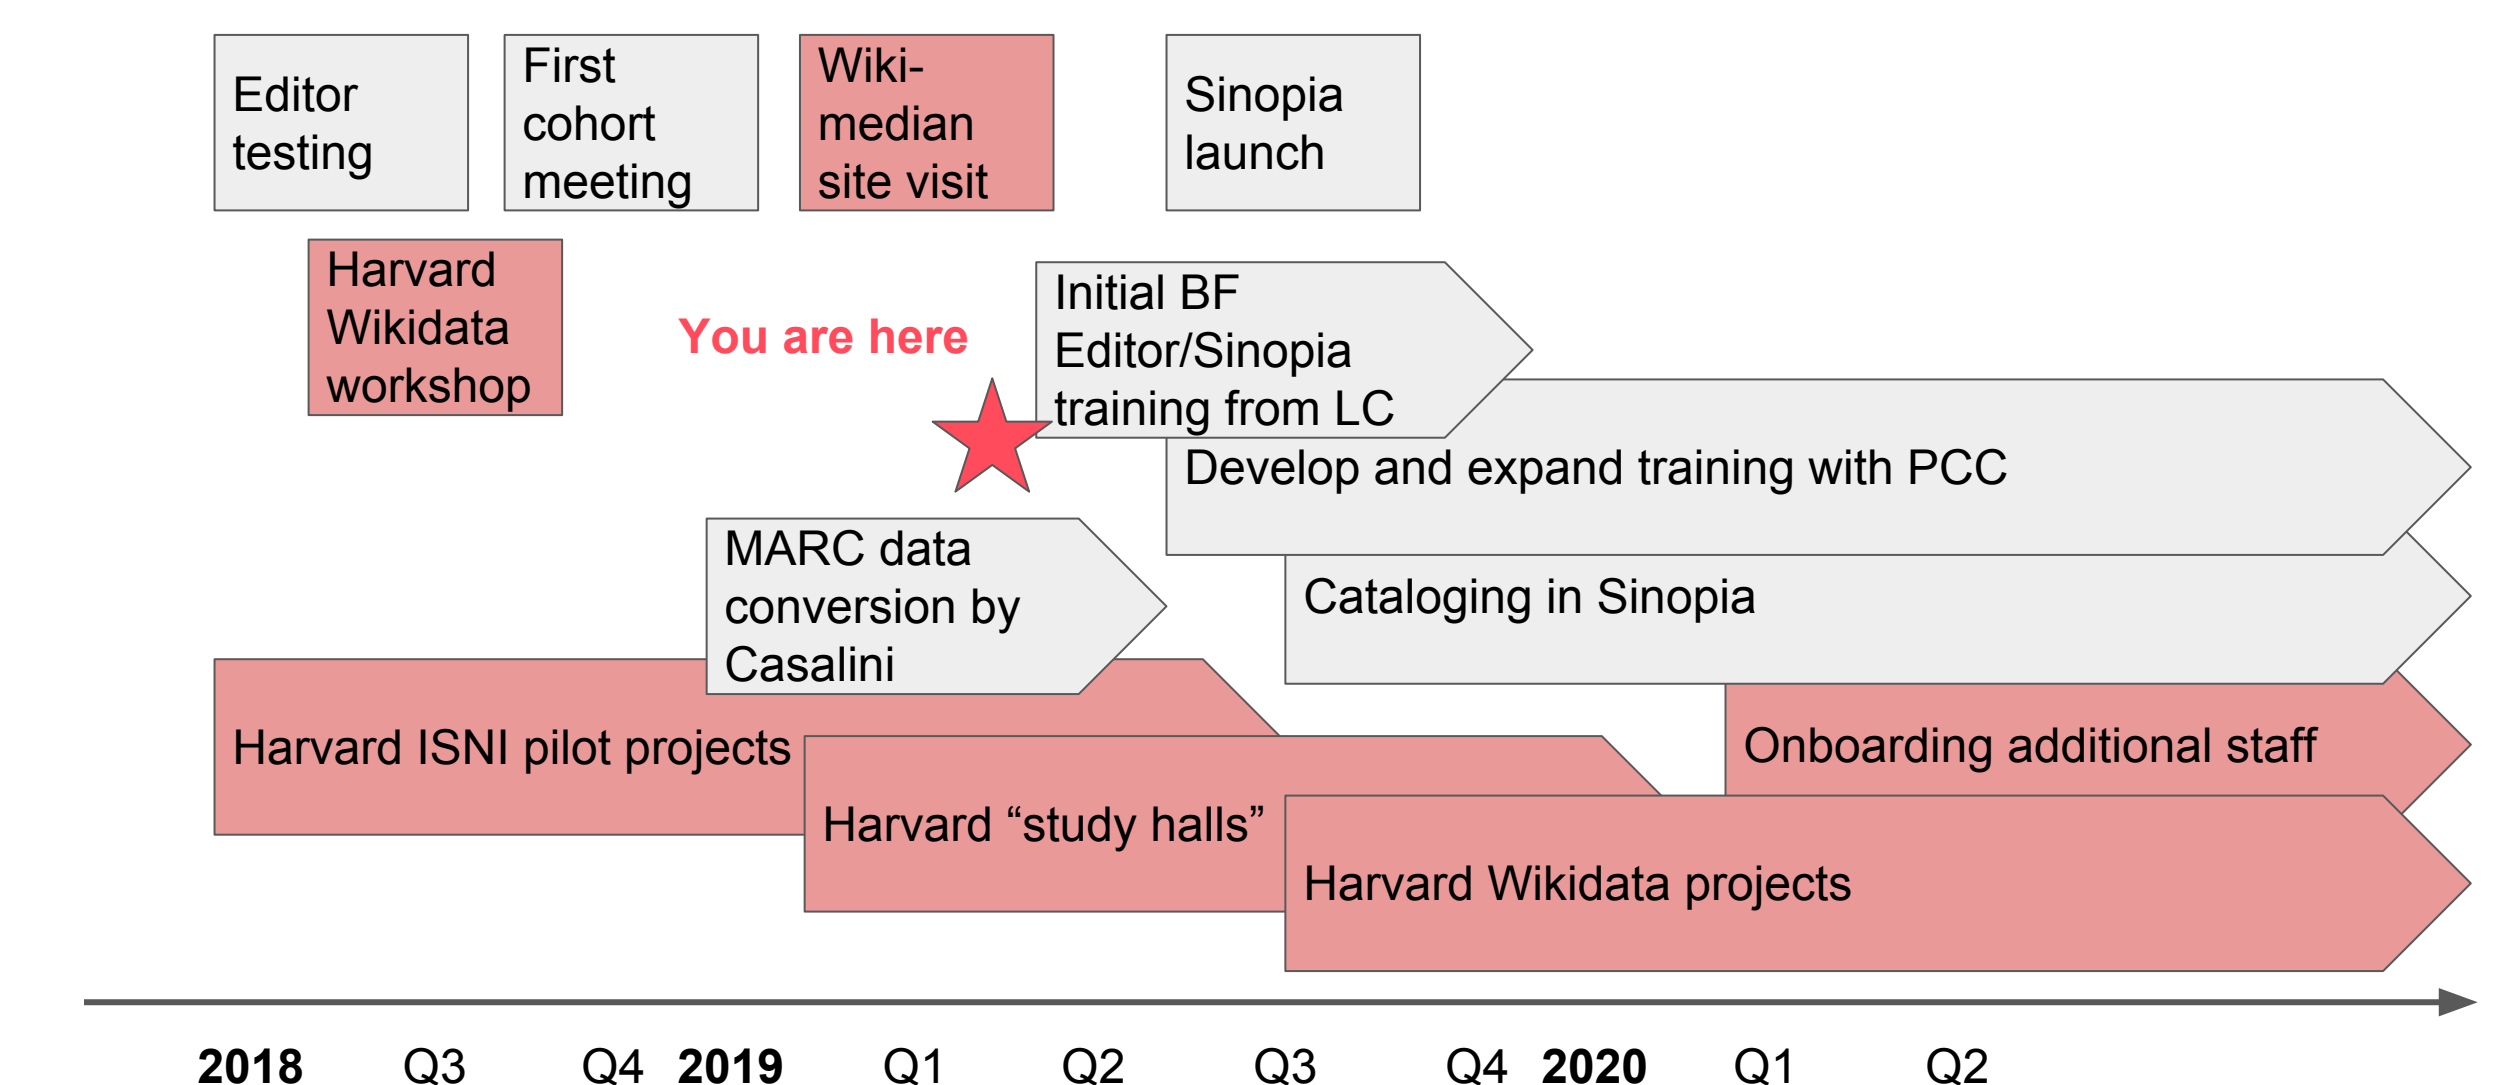 Editor
testing
First
cohort
meeting
Wiki-
median
site visit
Sinopia
launch
Harvard
Wikidata
workshop
You are here
Initial BF
Editor/Sinopia
training from LC
Develop and expand training with PCC
MARC data
conversion by
Casalini
Cataloging in Sinopia
Harvard ISNI pilot projects
Onboarding additional staff
Harvard “study halls”
Harvard Wikidata projects
2018 Q3 Q4 2019 Q1 Q2 Q3 Q4 2020 Q1 Q2